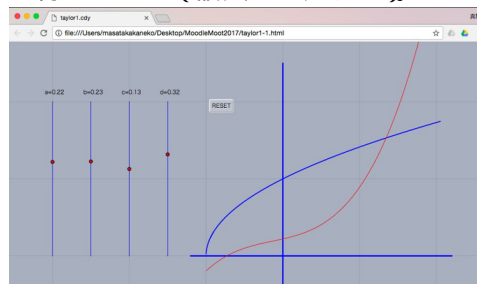 taylor1.cdy
file:///Users/masatakakaneko/Desktop/MoodleMoot2017/taylor1-1.html
a=0.22 b=0.23 c=0.13 d=0.32
RESET